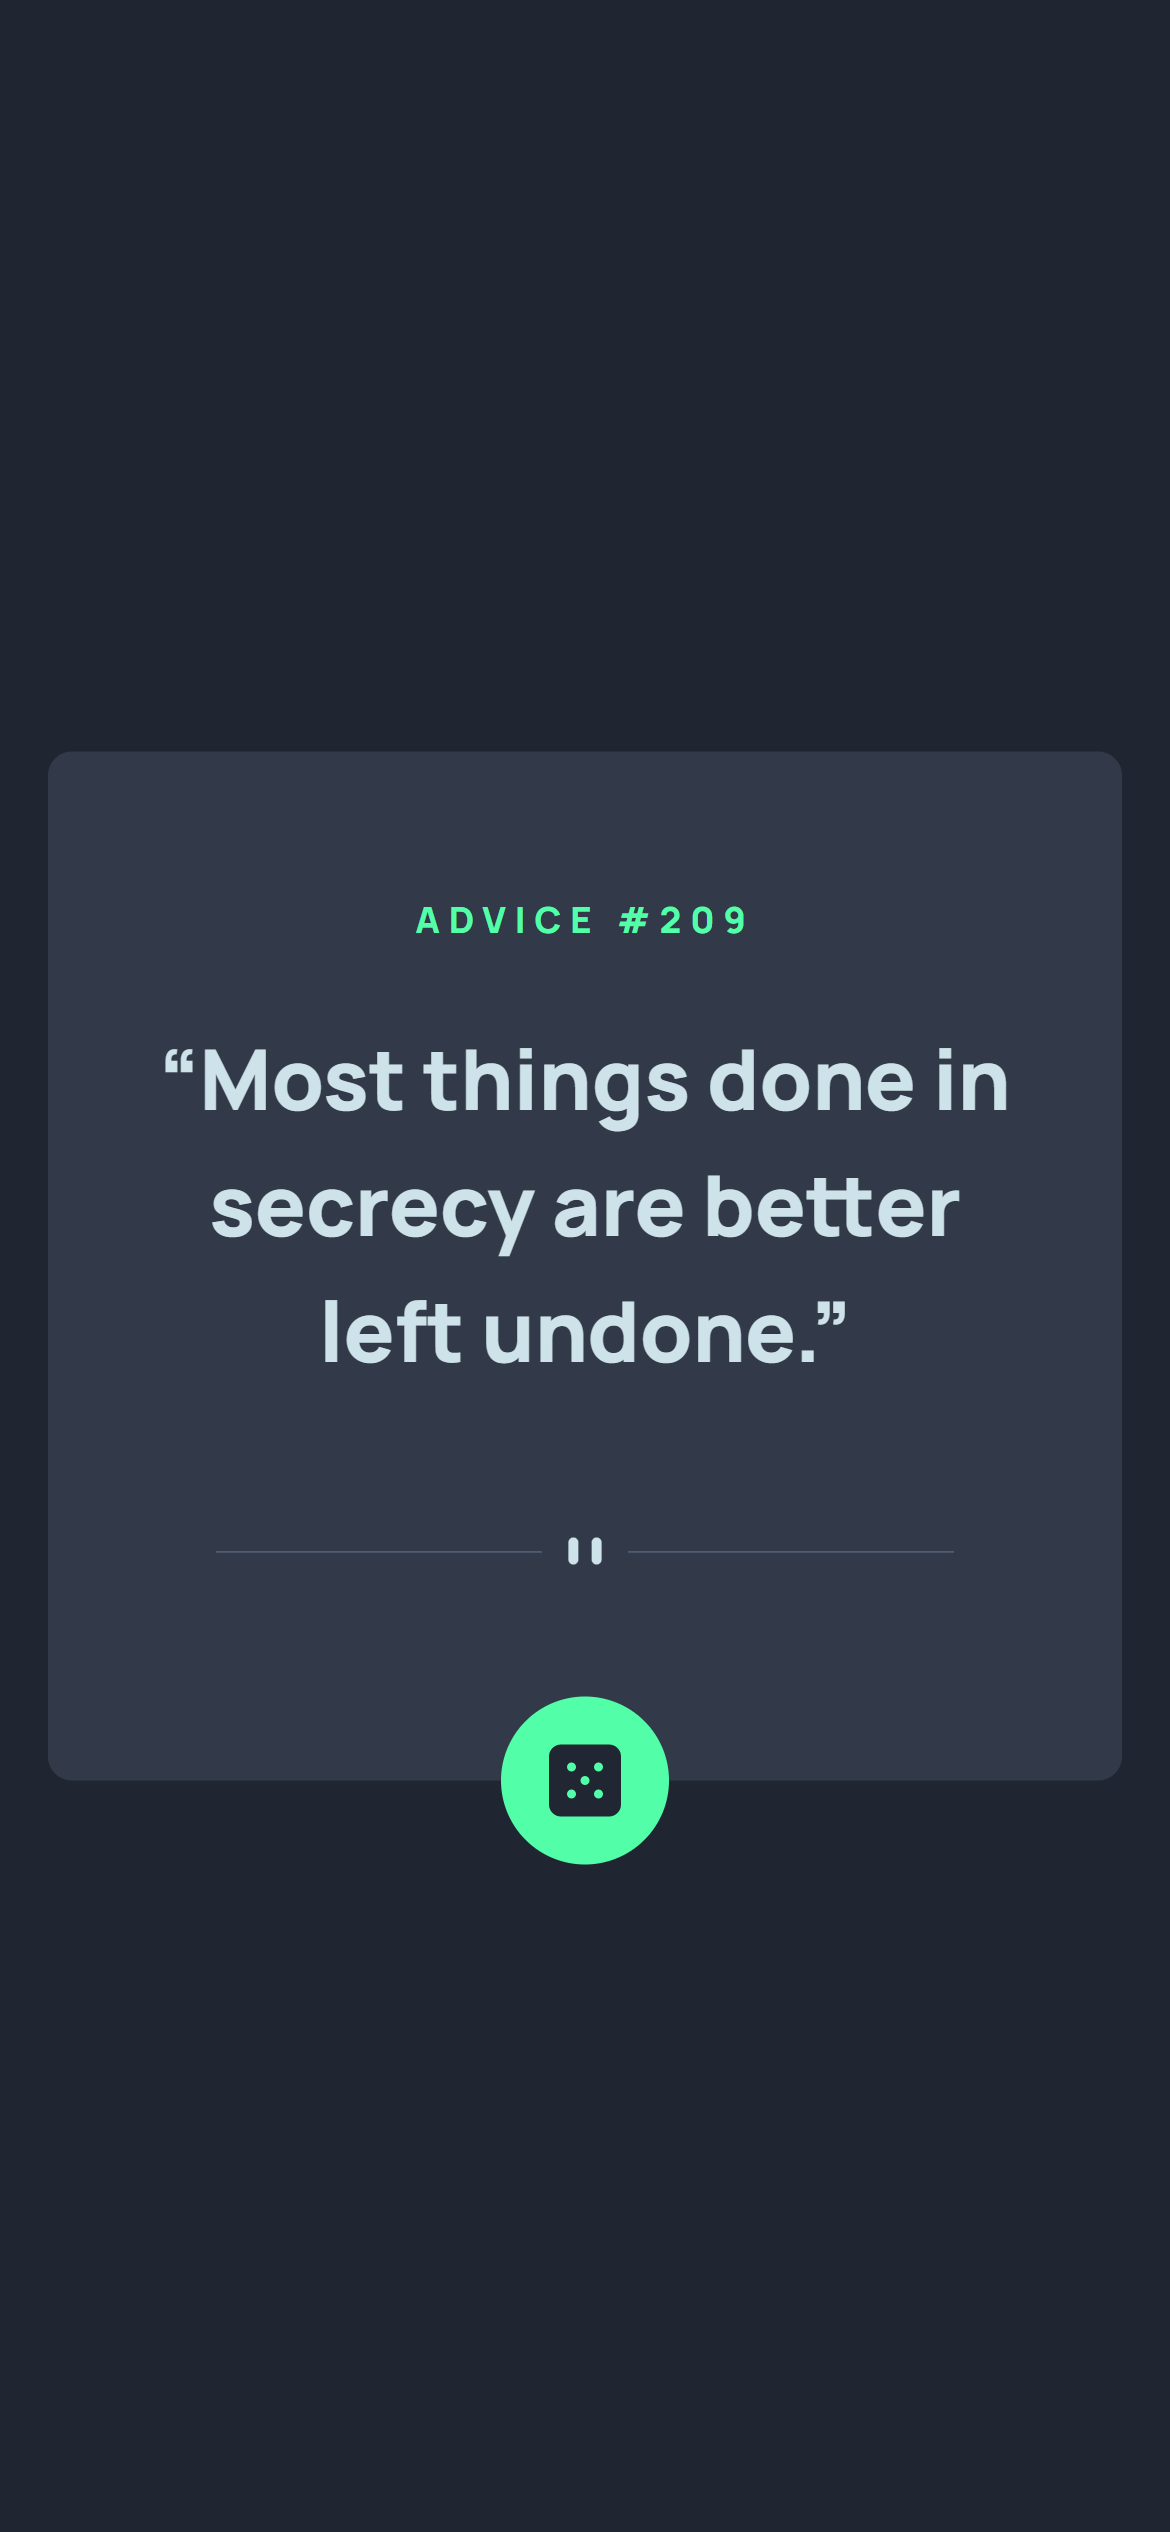 ADVICE #209
“Most things done in
secrecy are better
left undone.”